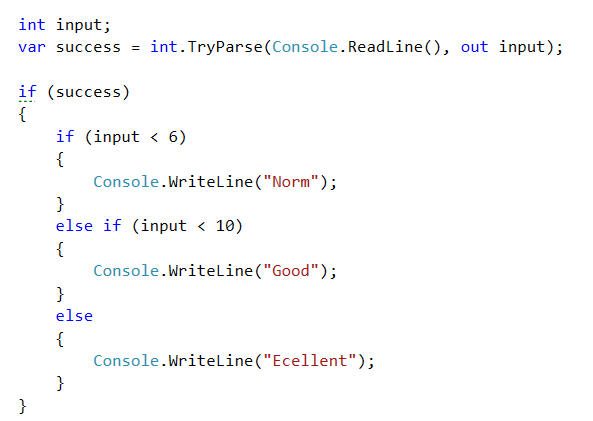 int input;
var success = int.TryParse(Console.ReadLine(), out input);
if (success)
{
    if (input < 6)
    {
        Console.WriteLine("Norm");
    }
    else if (input < 10)
    {
        Console.WriteLine("Good");
    }
    else
    {
        Console.WriteLine("Ecellent");
    }
}